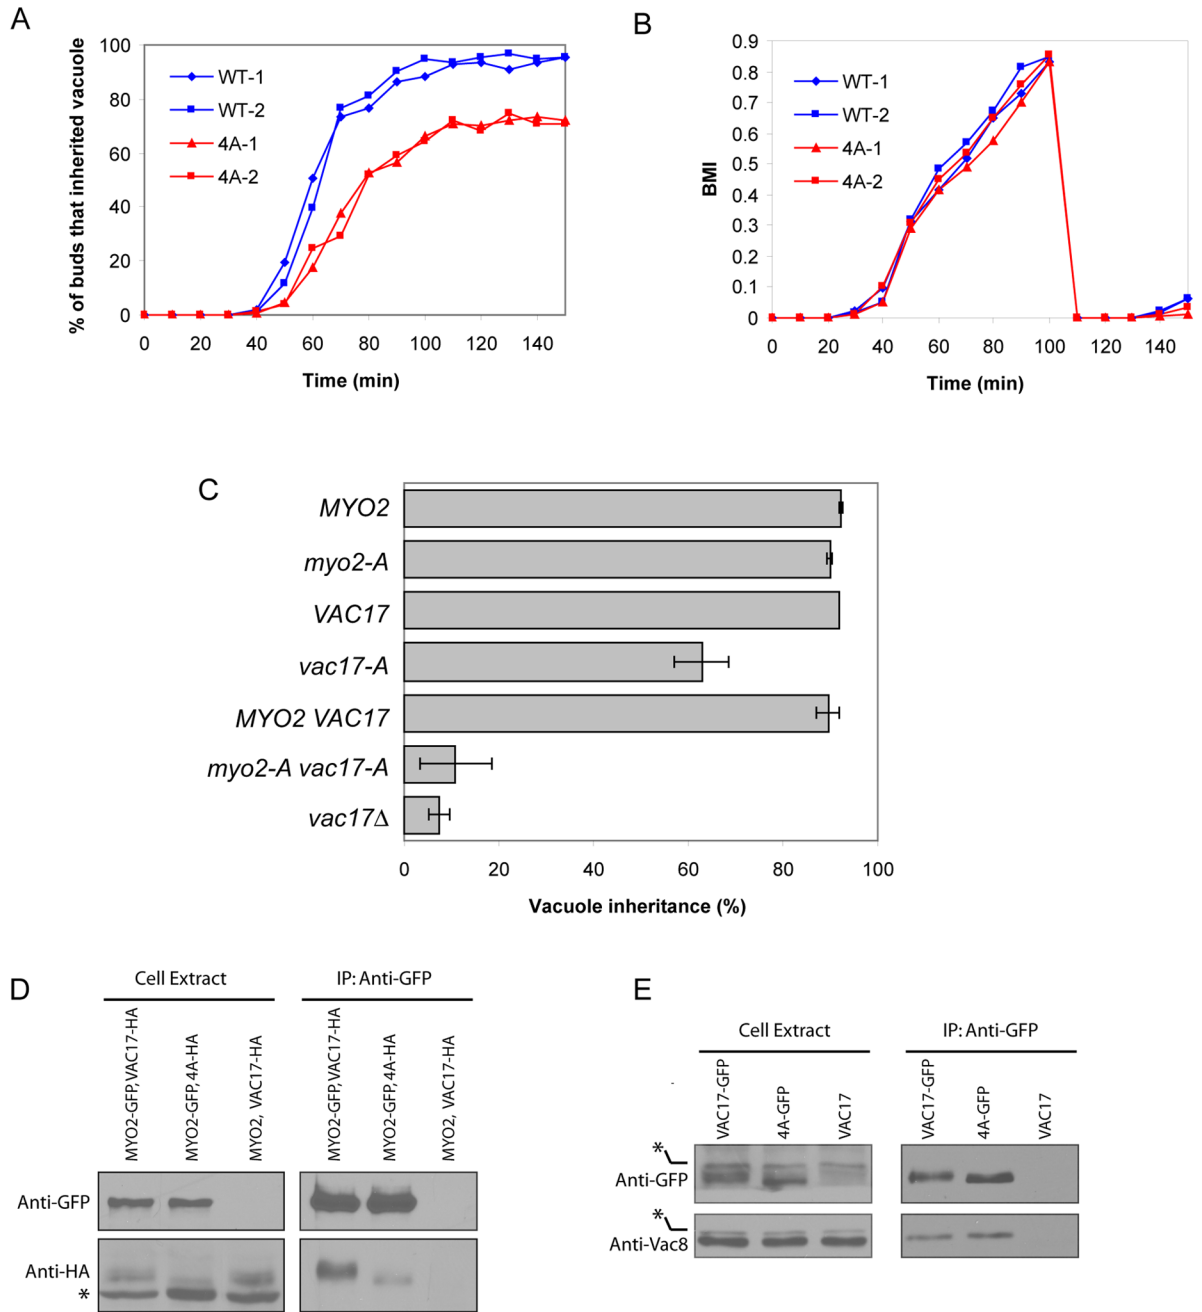 A
% of buds that inherited vacuole
100
80
60
40
20
0
WT-1
WT-2
4A-1
4A-2
0 20 40 60 80 100 120 140
Time (min)
B
BMI
0.9
0.8
0.7
0.6
0.5
0.4
0.3
0.2
0.1
0
WT-1
WT-2
4A-1
4A-2
0 20 40 60 80 100 120 140
Time (min)
C
MYO2
myo2-A
VAC17
vac17-A
MYO2 VAC17
myo2-A vac17-A
vac17Δ
0 20 40 60 80 100
Vacuole inheritance (%)
D
Cell Extract
IP: Anti-GFP
MYO2-GFP,VAC17-HA
MYO2-GFP, 4A-HA
MYO2, VAC17-HA
MYO2-GFP,VAC17-HA
MYO2-GFP, 4A-HA
MYO2, VAC17-HA
Anti-GFP
Anti-HA
*
E
Cell Extract
IP: Anti-GFP
VAC17-GFP
4A-GFP
VAC17
VAC17-GFP
4A-GFP
VAC17
*
Anti-GFP
*
Anti-Vac8